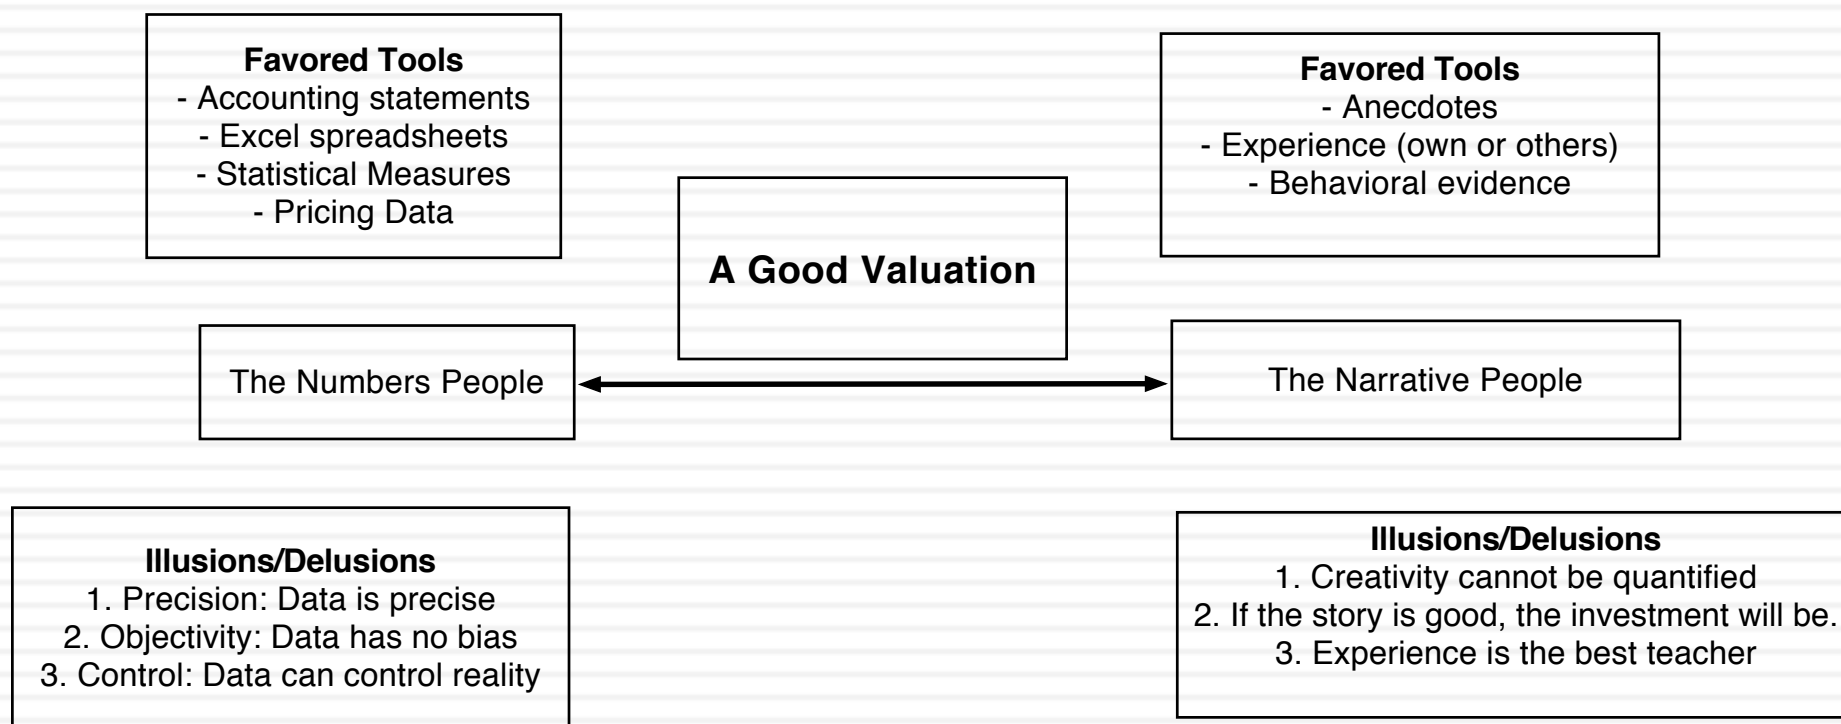 Favored Tools
- Accounting statements
- Excel spreadsheets
- Statistical Measures
- Pricing Data
Favored Tools
- Anecdotes
- Experience (own or others)
- Behavioral evidence
A Good Valuation
The Numbers People
The Narrative People
Illusions/Delusions
1. Precision: Data is precise
2. Objectivity: Data has no bias
3. Control: Data can control reality
Illusions/Delusions
1. Creativity cannot be quantified
2. If the story is good, the investment will be.
3. Experience is the best teacher